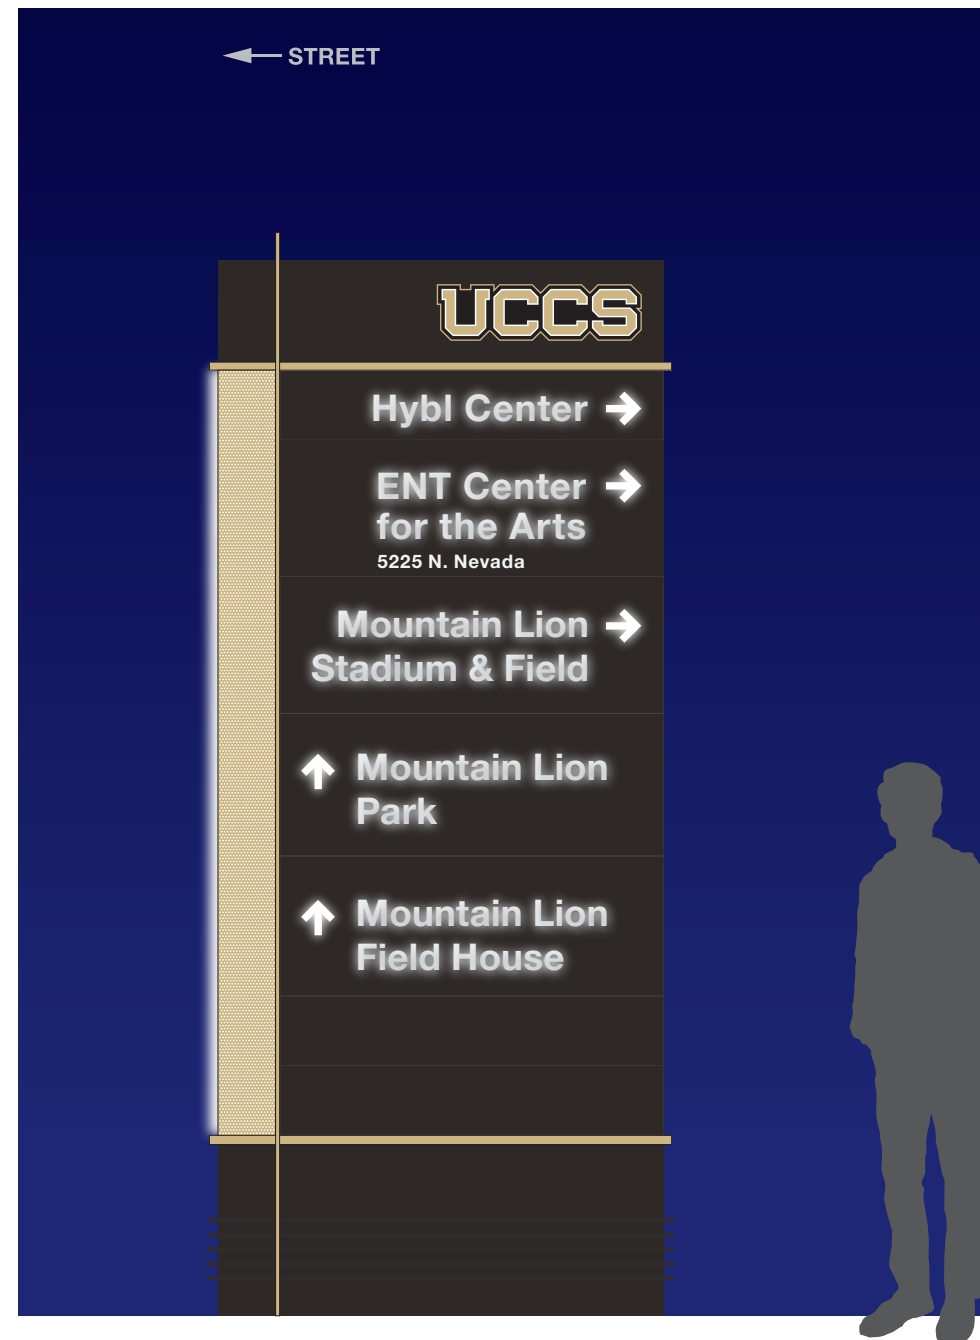 STREET
UCCS
Hybl Center
ENT Center
for the Arts
5225 N. Nevada
Mountain Lion
Stadium & Field
Mountain Lion
Park
Mountain Lion
Field House